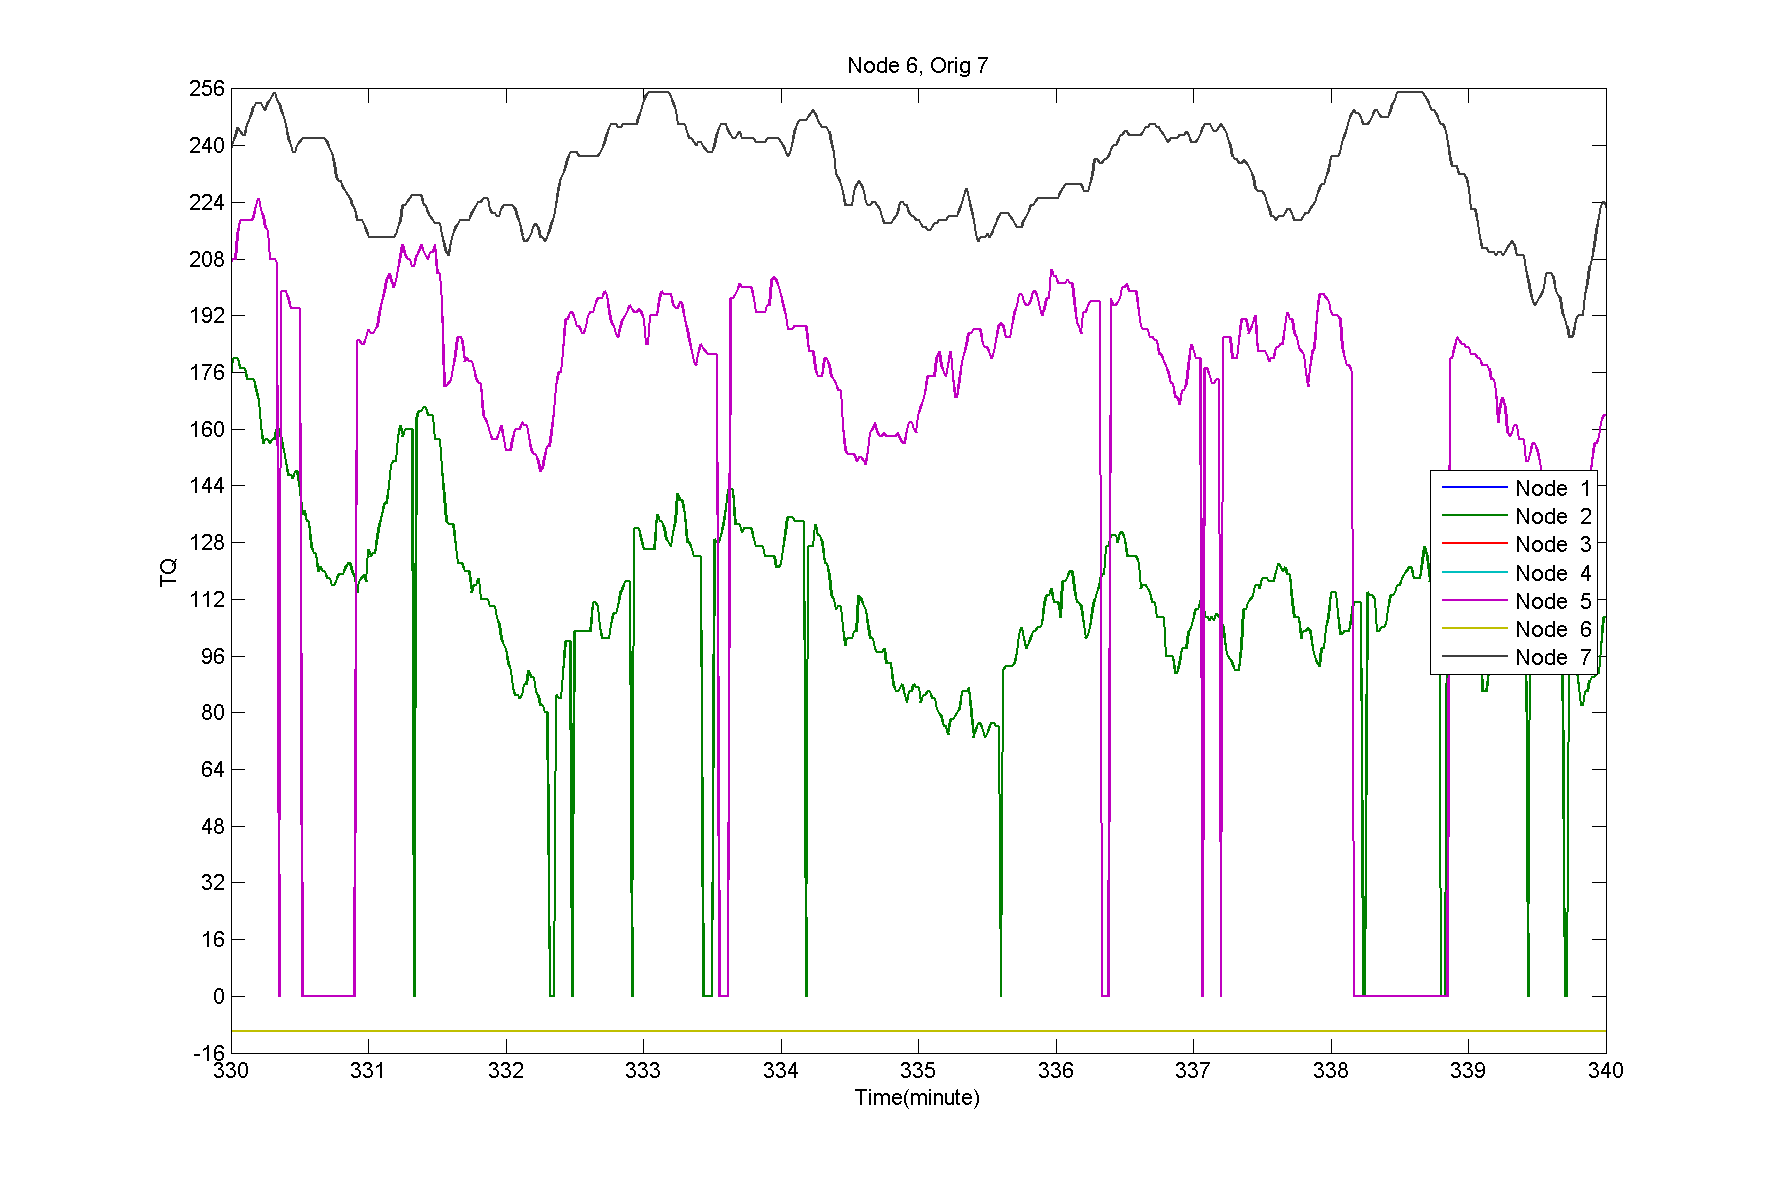 Node 6, Orig 7
256
240
224
208
192
176
160
144
128
112
96
80
64
48
32
16
0
-16
TQ
Node 1
Node 2
Node 3
Node 4
Node 5
Node 6
Node 7
330 331 332 333 334 335 336 337 338 339 340
Time(minute)